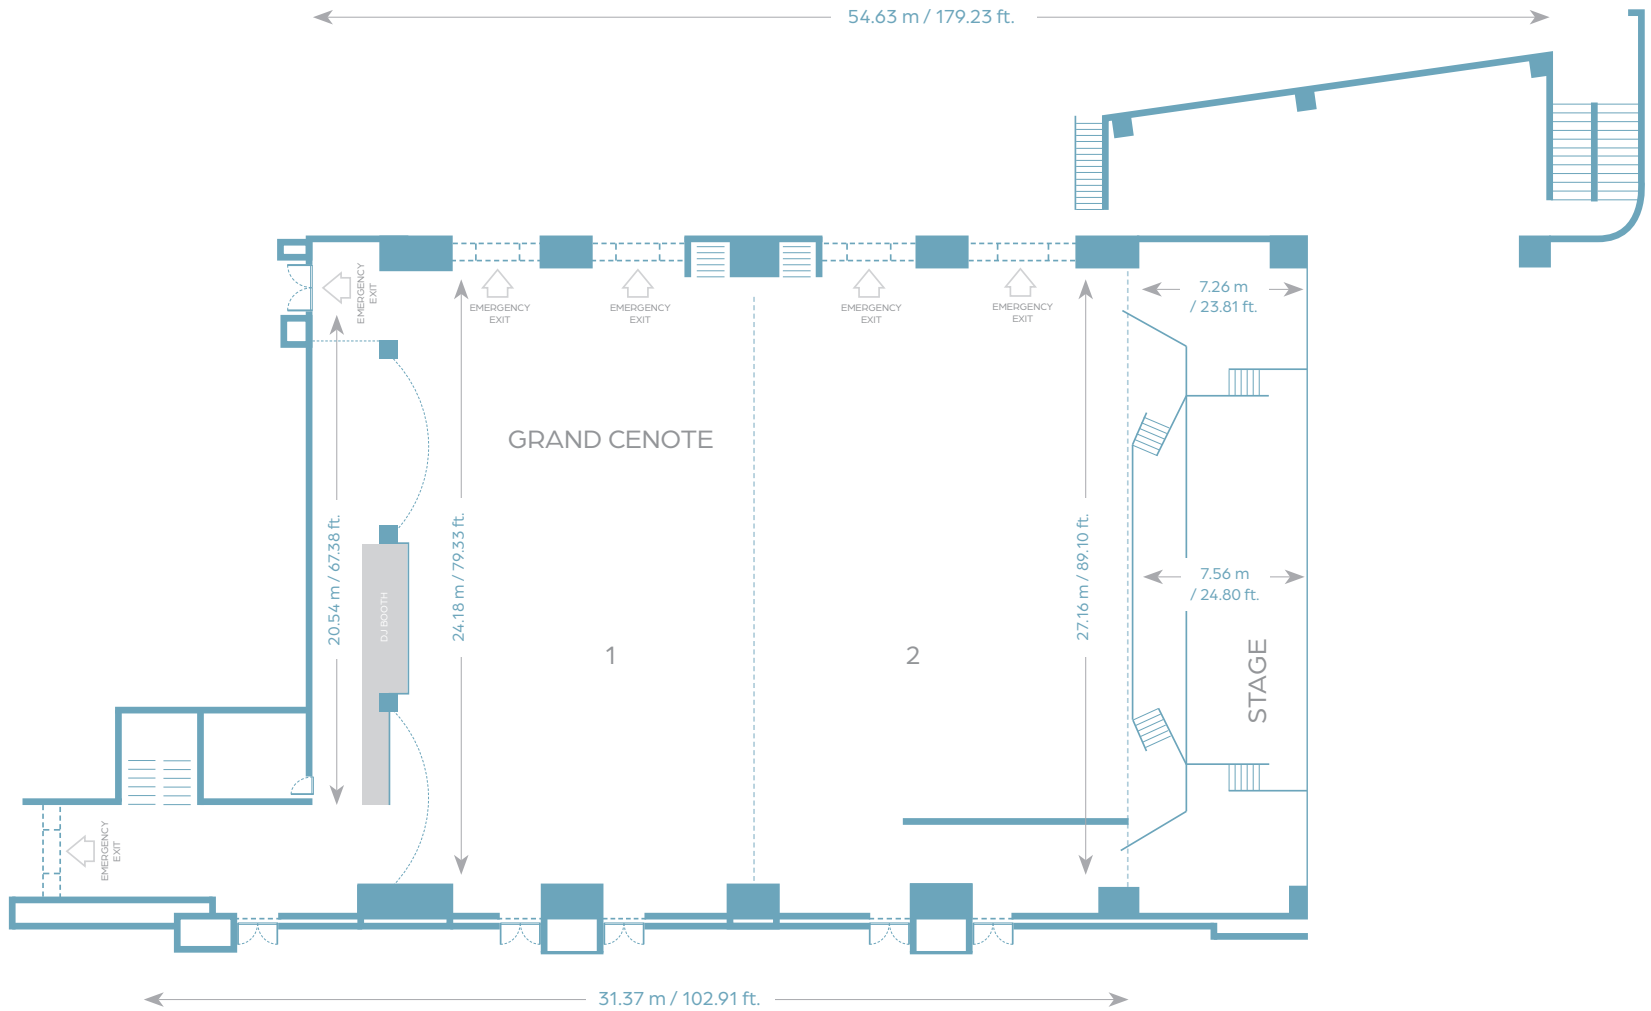 54.63 m / 179.23 ft.
EMERGENCY
EXIT
EMERGENCY
EXIT
EMERGENCY
EXIT
EMERGENCY
EXIT
EMERGENCY
EXIT
7.26 m
/ 23.81 ft.
GRAND CENOTE
20.54 m / 67.38 ft.
DJ BOOTH
24.18 m / 79.33 ft.
27.16 m / 89.10 ft.
7.56 m
/ 24.80 ft.
1
2
STAGE
EMERGENCY
EXIT
31.37 m / 102.91 ft.